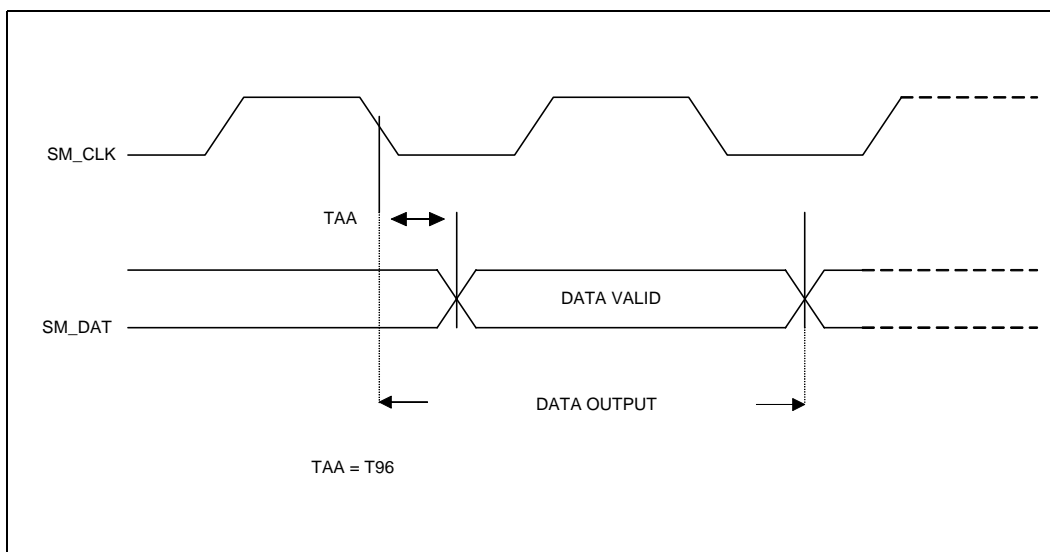 SM_CLK
TAA
DATA VALID
SM_DAT
DATA OUTPUT
TAA = T96